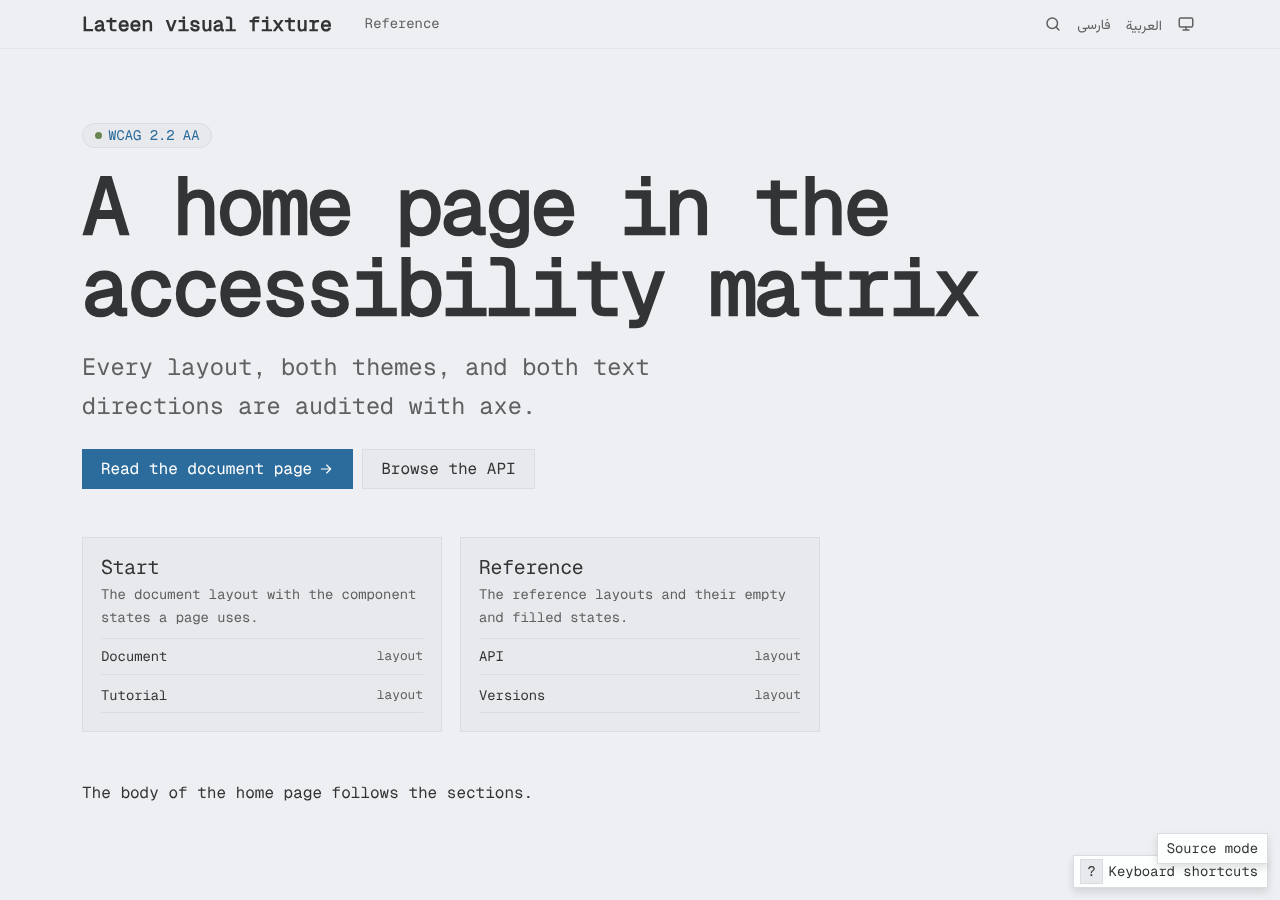 Lateen visual fixture
Reference
فارسی
العربية
WCAG 2.2 AA
A home page in the
accessibility matrix
Every layout, both themes, and both text
directions are audited with axe.
Read the document page →
Browse the API
Start
The document layout with the component
states a page uses.
Document layout
Tutorial layout
Reference
The reference layouts and their empty
and filled states.
API layout
Versions layout
The body of the home page follows the sections.
Source mode
? Keyboard shortcuts